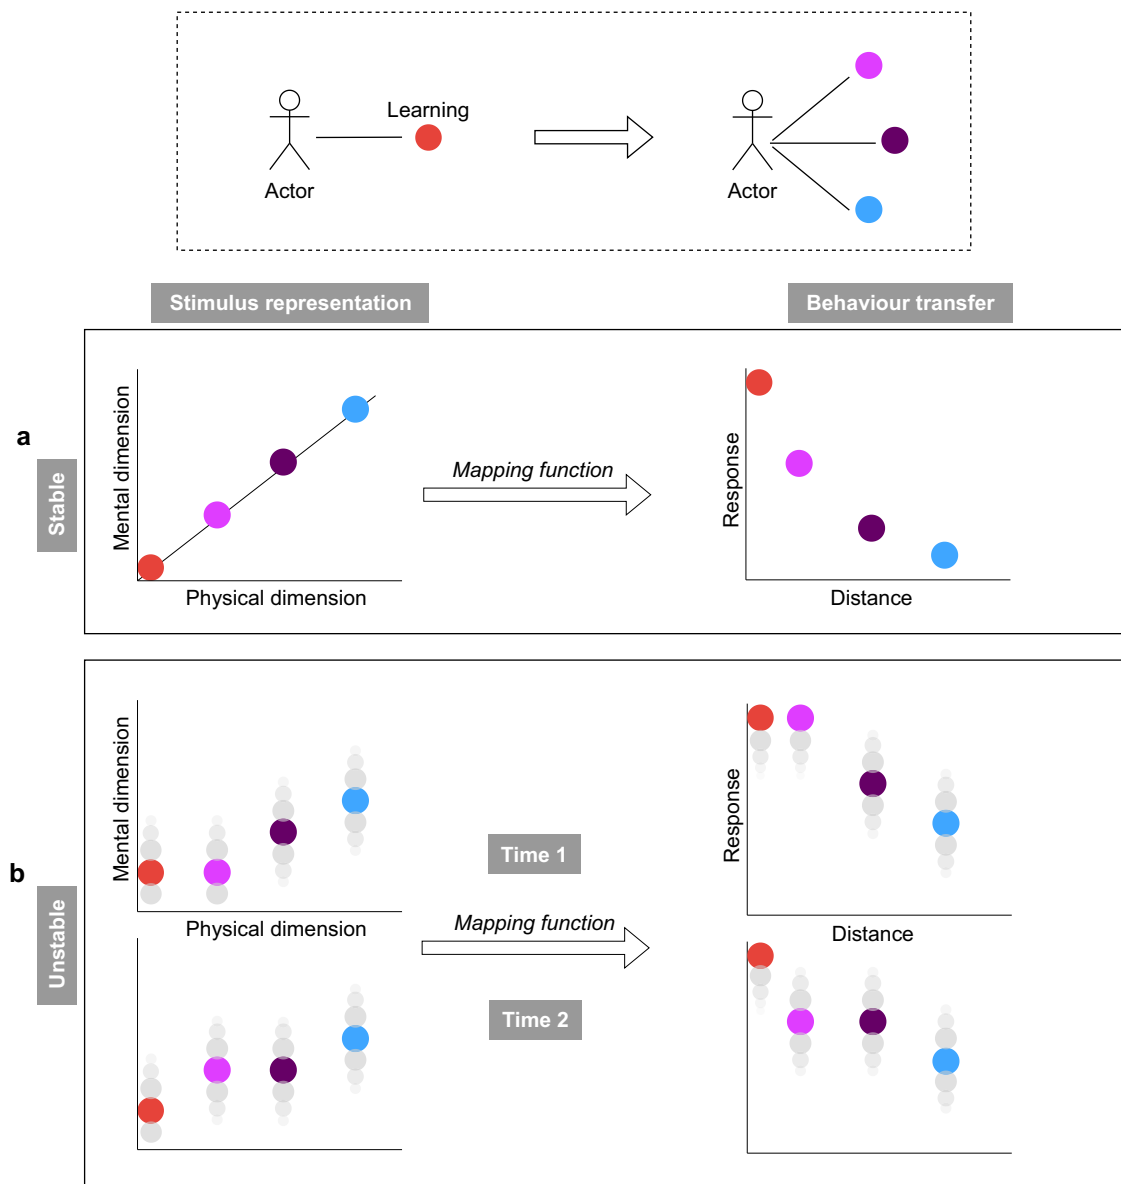 Learning
Actor
Actor
Stimulus representation
Behaviour transfer
a
Stable
Mental dimension
Physical dimension
Mapping function
Response
Distance
b
Unstable
Mental dimension
Physical dimension
Time 1
Mapping function
Time 2
Response
Distance